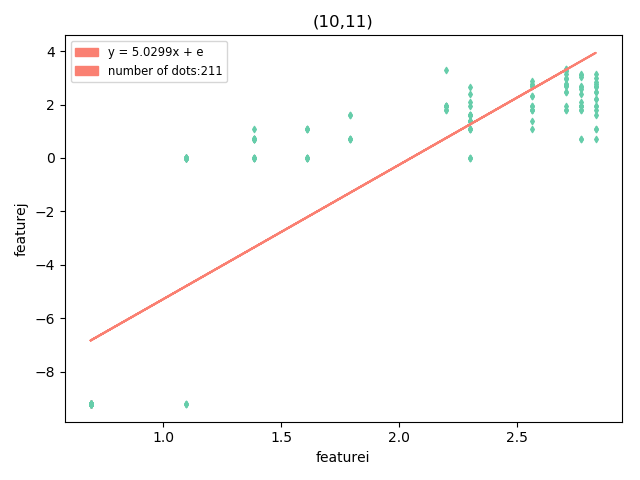 (10,11)
y = 5.0299x + e
number of dots:211
4
2
0
−2
−4
−6
−8
featurej
1.0 1.5 2.0 2.5
featurei